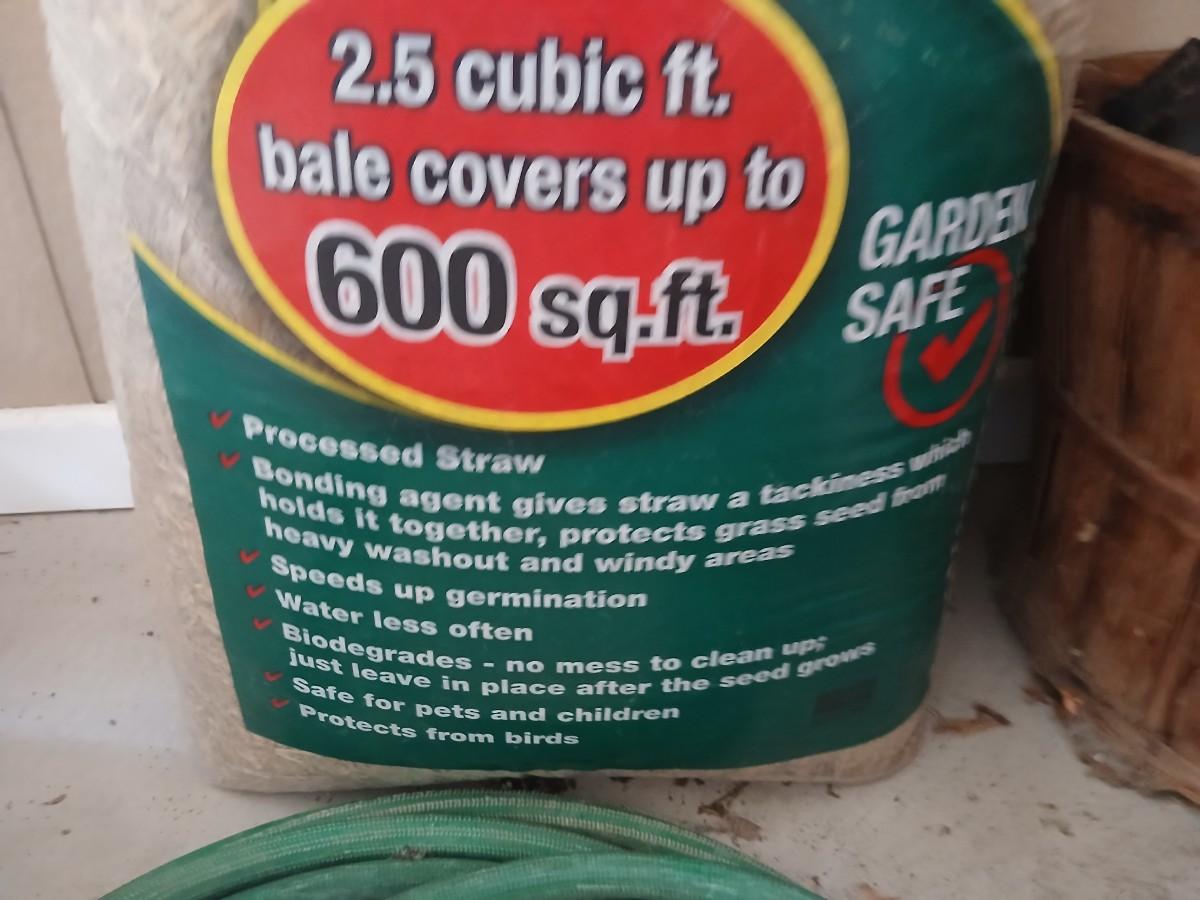 2.5 cubic ft.
bale covers up to
600 sq.ft.
GARDEN
SAFE
Processed Straw
Bonding agent gives straw a tackiness which
holds it together, protects grass seed from
heavy washout and windy areas
Speeds up germination
Water less often
Biodegrades - no mess to clean up;
just leave in place after the seed grows
Safe for pets and children
Protects from birds